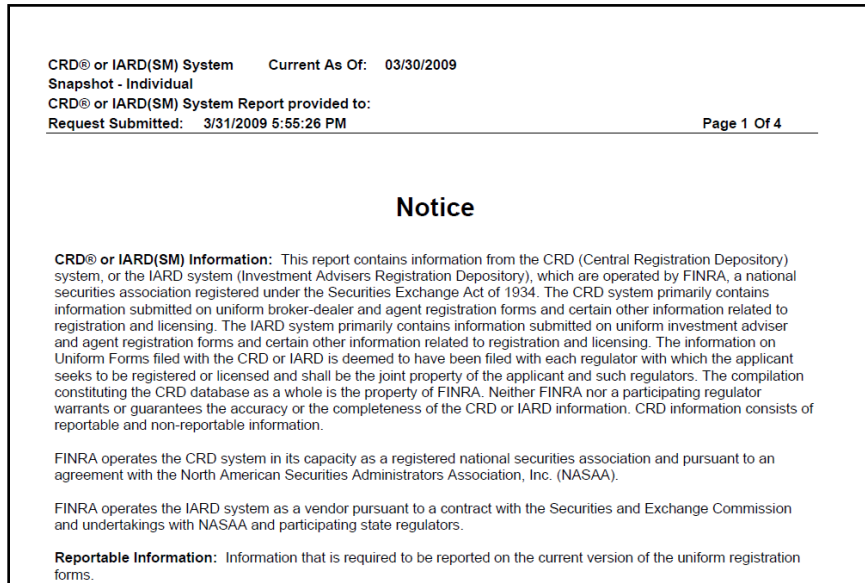 CRD® or IARD(SM) System Current As Of: 03/30/2009
Snapshot - Individual
CRD® or IARD(SM) System Report provided to:
Request Submitted: 3/31/2009 5:55:26 PM Page 1 Of 4
Notice
CRD® or IARD(SM) Information: This report contains information from the CRD (Central Registration Depository)
system, or the IARD system (Investment Advisers Registration Depository), which are operated by FINRA, a national
securities association registered under the Securities Exchange Act of 1934. The CRD system primarily contains
information submitted on uniform broker-dealer and agent registration forms and certain other information related to
registration and licensing. The IARD system primarily contains information submitted on uniform investment adviser
and agent registration forms and certain other information related to registration and licensing. The information on
Uniform Forms filed with the CRD or IARD is deemed to have been filed with each regulator with which the applicant
seeks to be registered or licensed and shall be the joint property of the applicant and such regulators. The compilation
constituting the CRD database as a whole is the property of FINRA. Neither FINRA nor a participating regulator
warrants or guarantees the accuracy or the completeness of the CRD or IARD information. CRD information consists of
reportable and non-reportable information.
FINRA operates the CRD system in its capacity as a registered national securities association and pursuant to an
agreement with the North American Securities Administrators Association, Inc. (NASAA).
FINRA operates the IARD system as a vendor pursuant to a contract with the Securities and Exchange Commission
and undertakings with NASAA and participating state regulators.
Reportable Information: Information that is required to be reported on the current version of the uniform registration
forms.